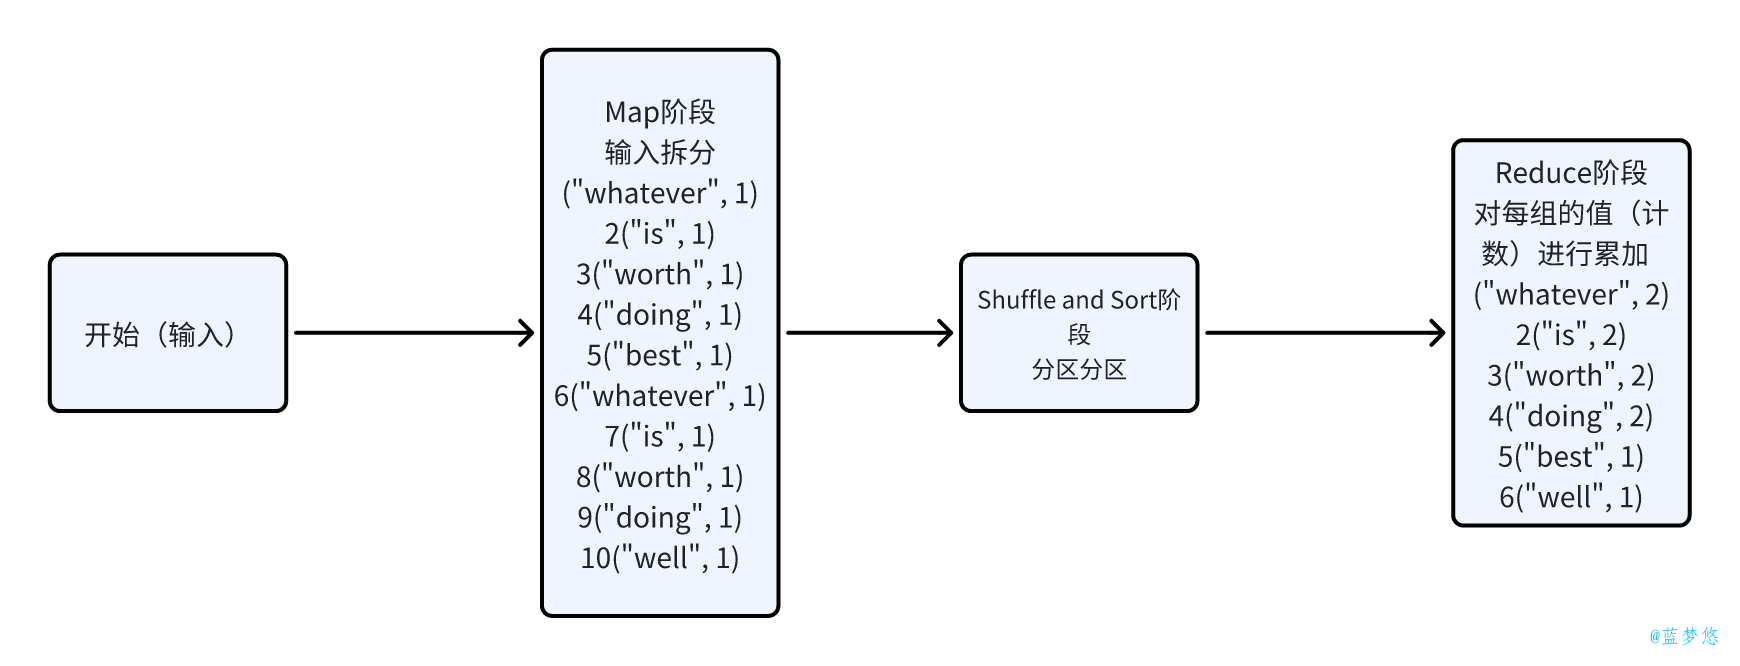 开始（输入）
Map阶段
输入拆分
("whatever", 1)
2("is", 1)
3("worth", 1)
4("doing", 1)
5("best", 1)
6("whatever", 1)
7("is", 1)
8("worth", 1)
9("doing", 1)
10("well", 1)
Shuffle and Sort阶
段
分区分区
Reduce阶段
对每组的值（计
数）进行累加
("whatever", 2)
2("is", 2)
3("worth", 2)
4("doing", 2)
5("best", 1)
6("well", 1)
@蓝梦悠